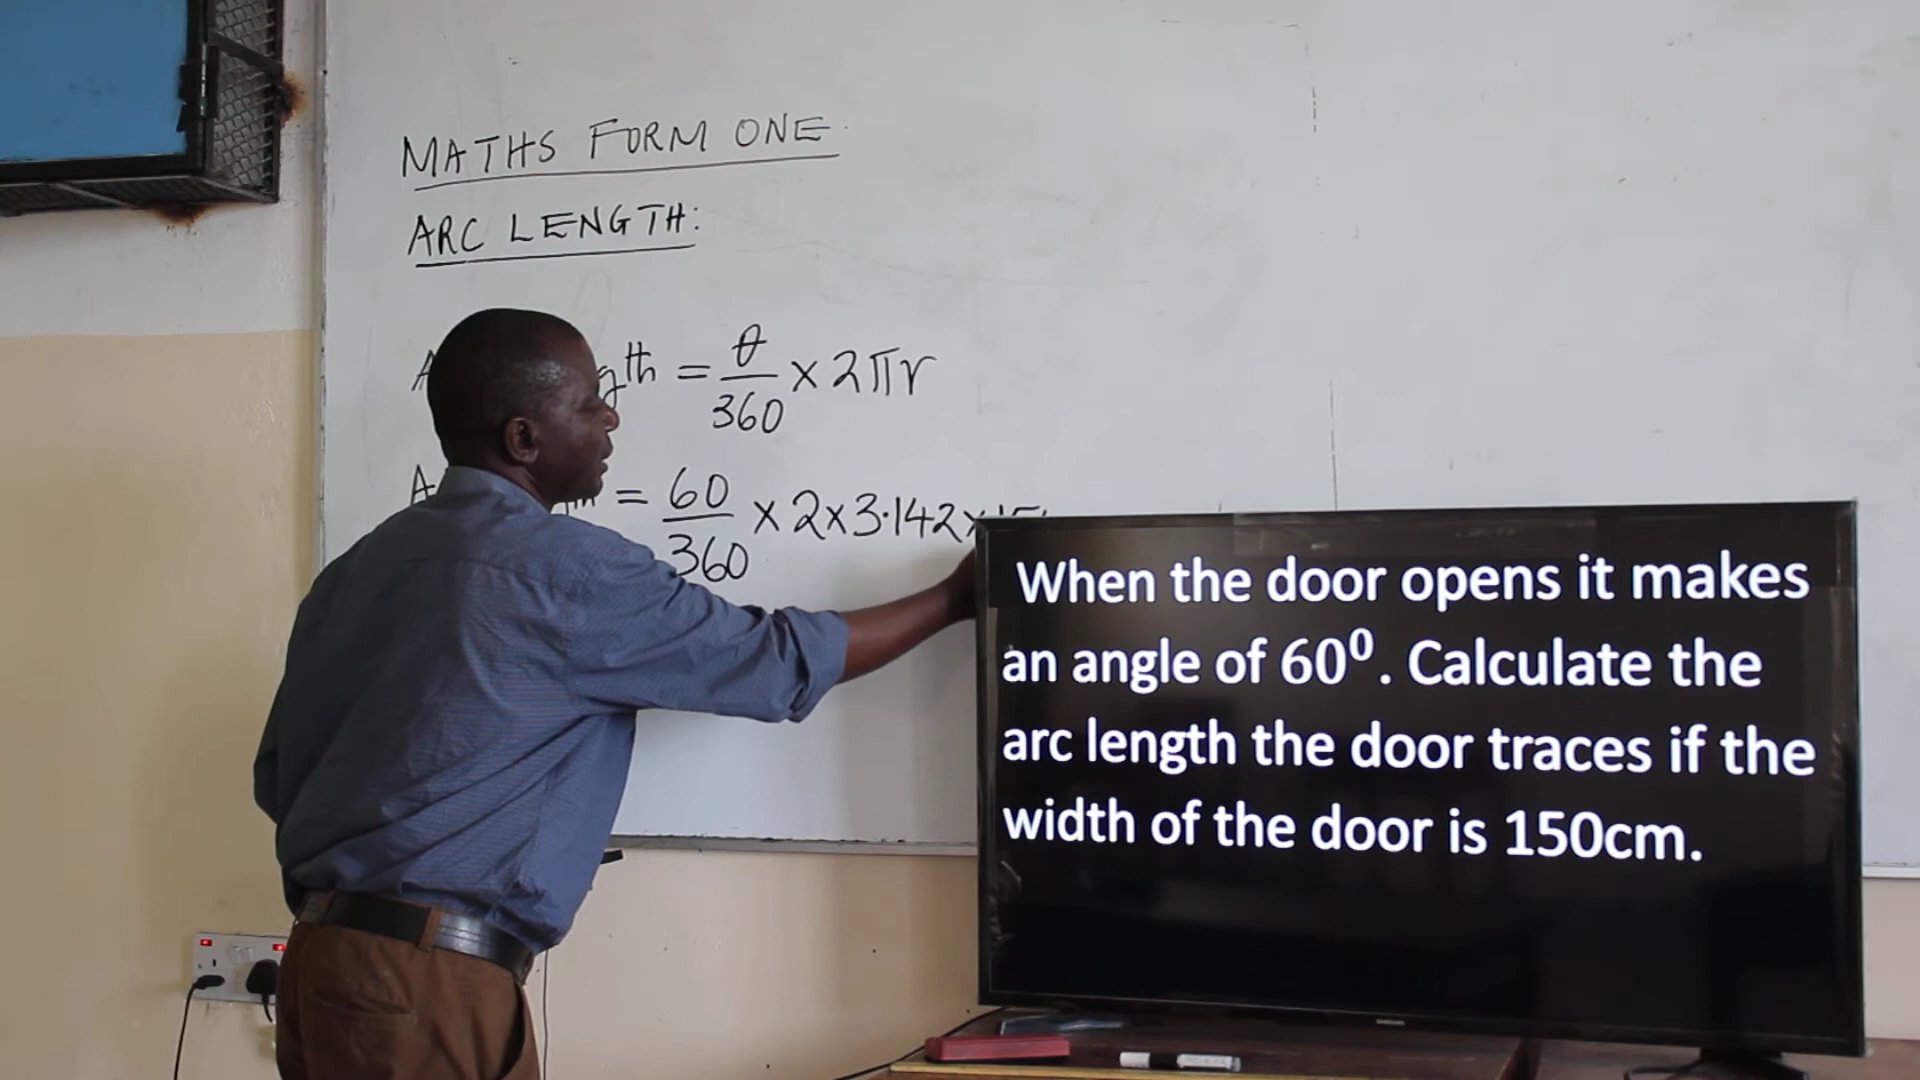 MATHS FORM ONE.
ARC LENGTH:
A gth = θ/360 × 2πr
A = 60/360 × 2×3·142×15
When the door opens it makes
an angle of 60⁰. Calculate the
arc length the door traces if the
width of the door is 150cm.
SAMSUNG